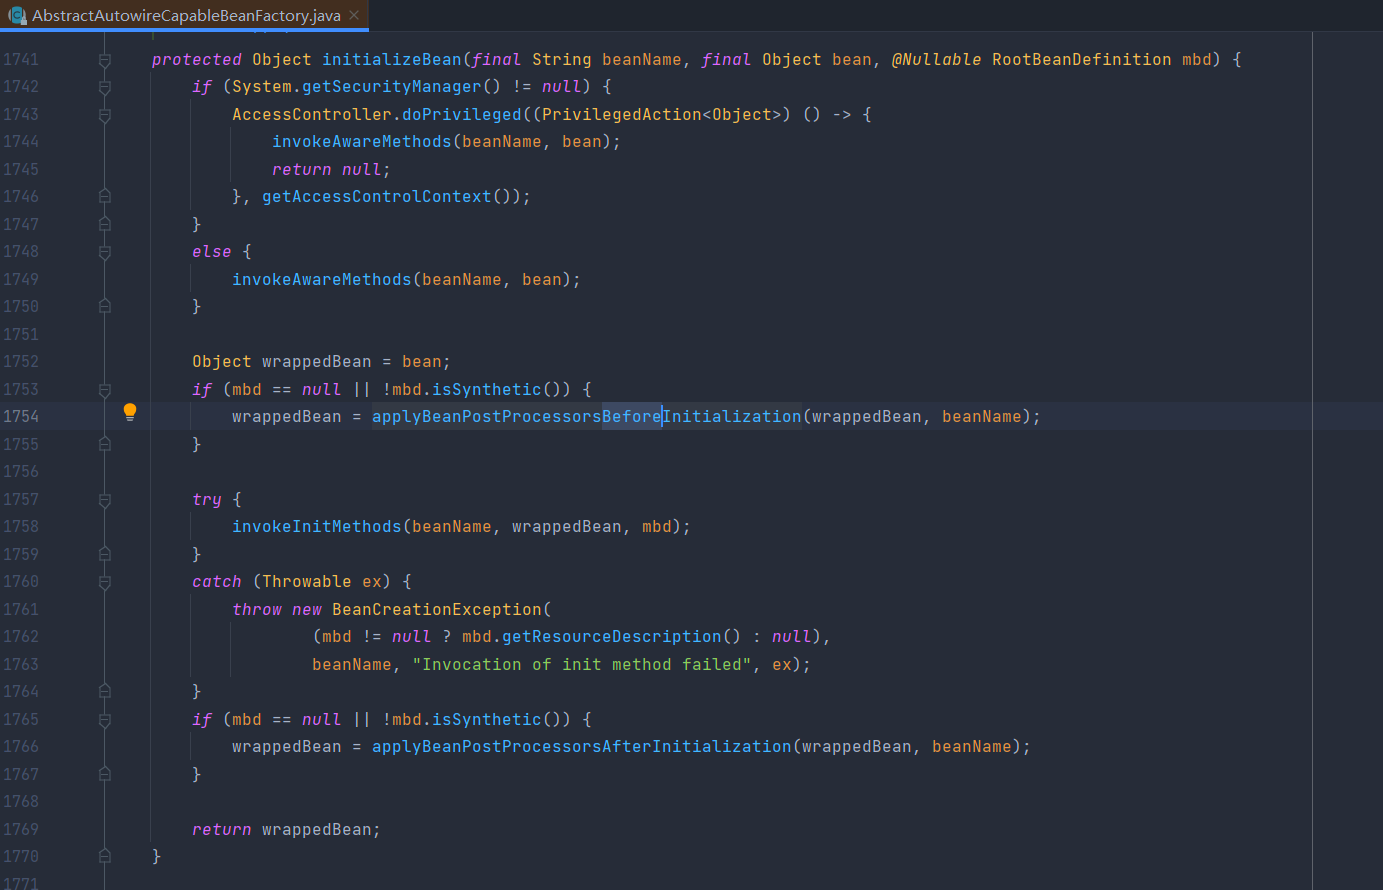 AbstractAutowireCapableBeanFactory.java
1741 protected Object initializeBean(final String beanName, final Object bean, @Nullable RootBeanDefinition mbd) {
1742 if (System.getSecurityManager() != null) {
1743 AccessController.doPrivileged((PrivilegedAction<Object>) () -> {
1744 invokeAwareMethods(beanName, bean);
1745 return null;
1746 }, getAccessControlContext());
1747 }
1748 else {
1749 invokeAwareMethods(beanName, bean);
1750 }
1751
1752 Object wrappedBean = bean;
1753 if (mbd == null || !mbd.isSynthetic()) {
1754 wrappedBean = applyBeanPostProcessorsBeforeInitialization(wrappedBean, beanName);
1755 }
1756
1757 try {
1758 invokeInitMethods(beanName, wrappedBean, mbd);
1759 }
1760 catch (Throwable ex) {
1761 throw new BeanCreationException(
1762 (mbd != null ? mbd.getResourceDescription() : null),
1763 beanName, "Invocation of init method failed", ex);
1764 }
1765 if (mbd == null || !mbd.isSynthetic()) {
1766 wrappedBean = applyBeanPostProcessorsAfterInitialization(wrappedBean, beanName);
1767 }
1768
1769 return wrappedBean;
1770 }
1771